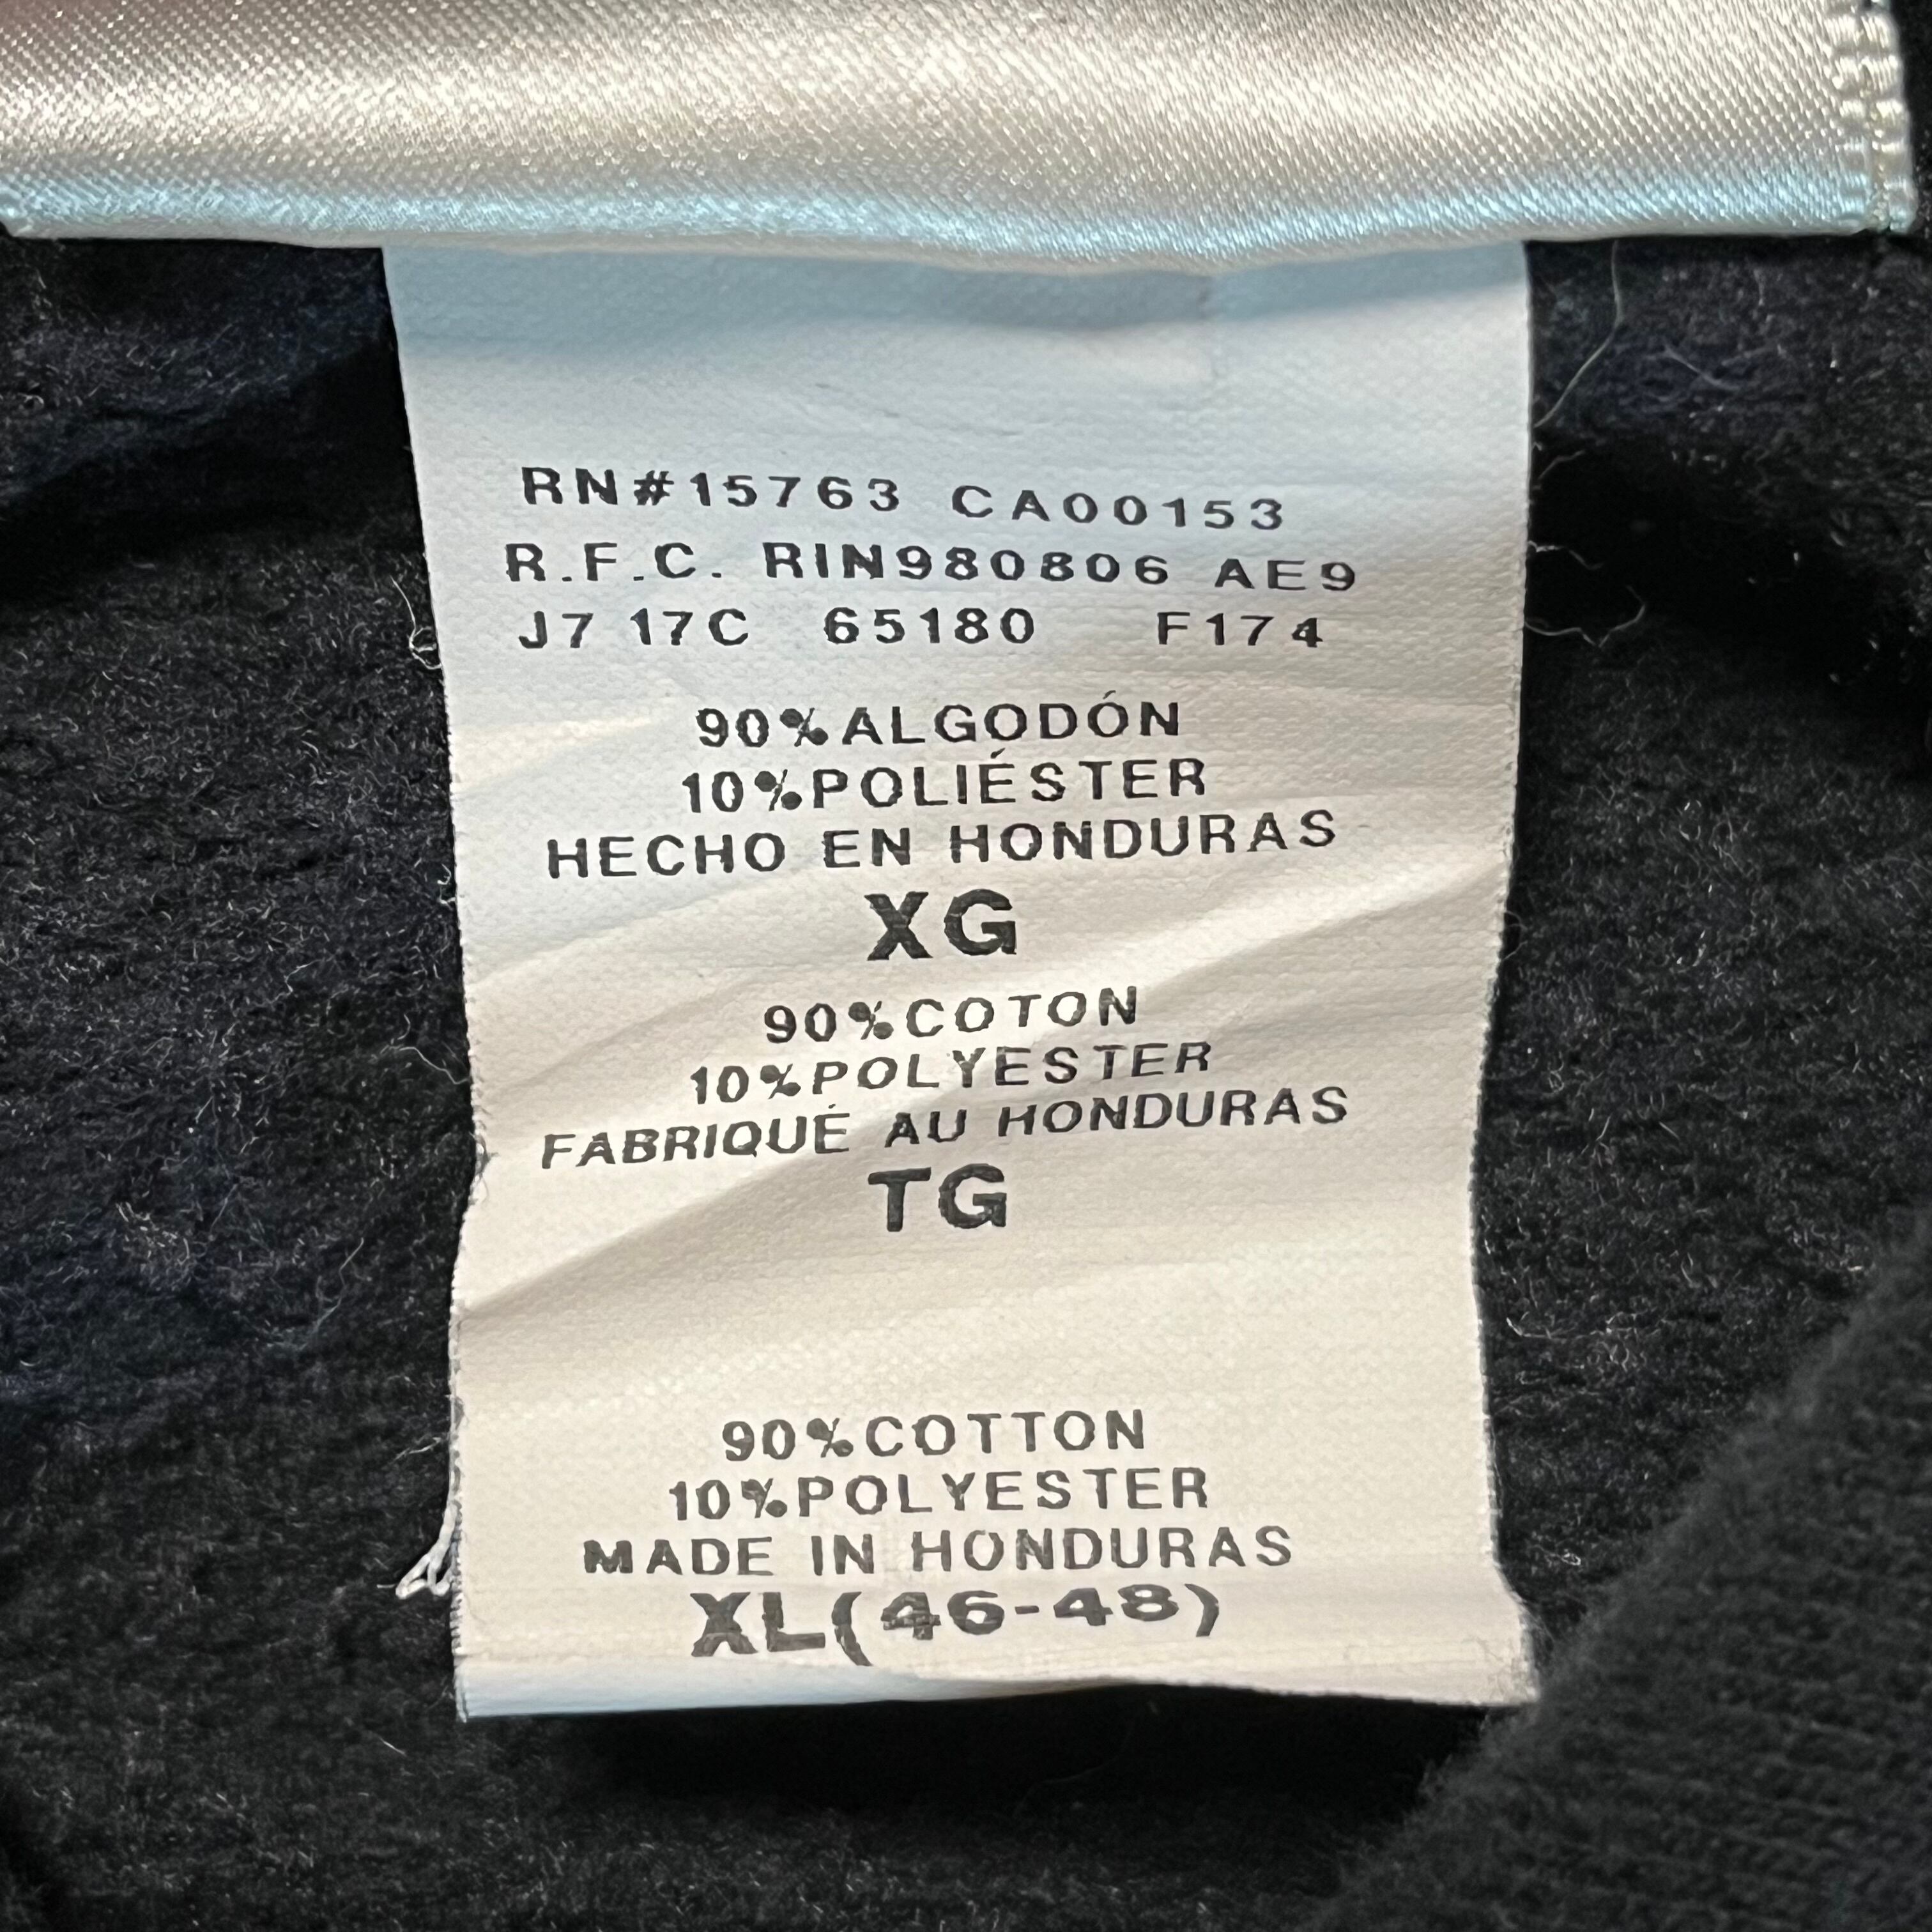 RN#15763 CA00153
R.F.C. RIN980806 AE9
J7 17C 65180 F174
90%ALGODÓN
10%POLIÉSTER
HECHO EN HONDURAS
XG
90%COTON
10%POLYESTER
FABRIQUÉ AU HONDURAS
TG
90%COTTON
10%POLYESTER
MADE IN HONDURAS
XL(46-48)